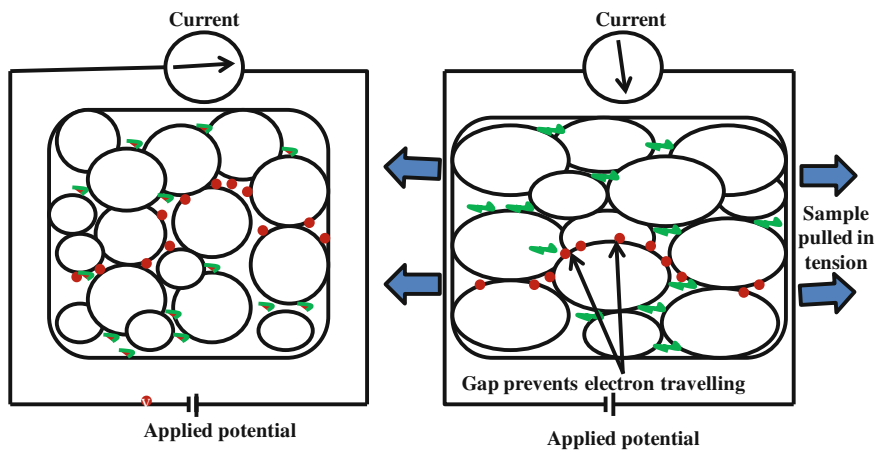 Current
Current
Sample
pulled in
tension
Gap prevents electron travelling
V
Applied potential
Applied potential